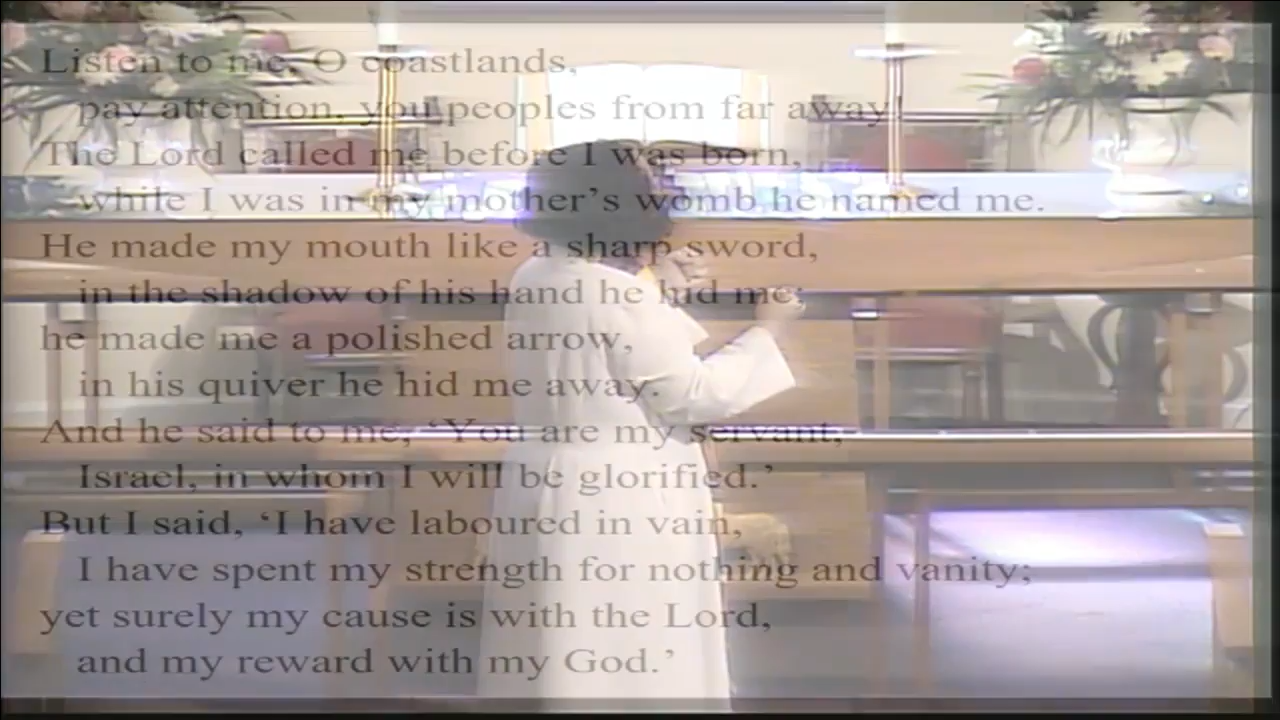 Listen to me, O coastlands,
pay attention, you peoples from far away!
The Lord called me before I was born,
while I was in my mother’s womb he named me.
He made my mouth like a sharp sword,
in the shadow of his hand he hid me;
he made me a polished arrow,
in his quiver he hid me away.
And he said to me, ‘You are my servant,
Israel, in whom I will be glorified.’
But I said, ‘I have laboured in vain,
I have spent my strength for nothing and vanity;
yet surely my cause is with the Lord,
and my reward with my God.’